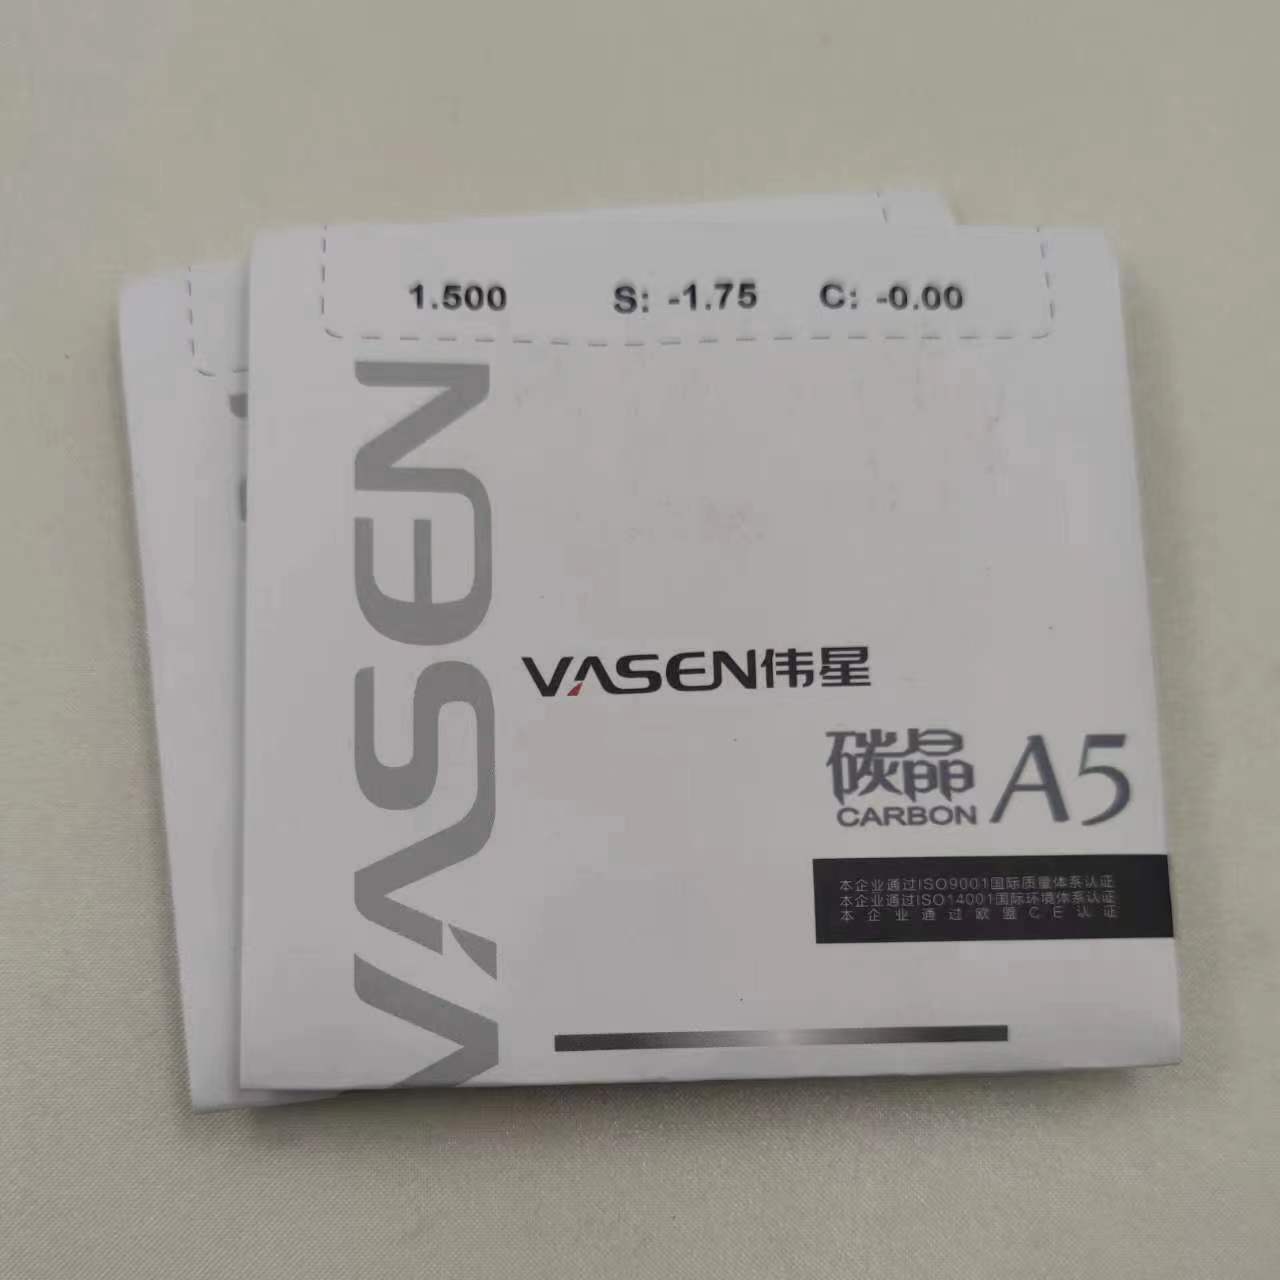 1.500 S: -1.75 C: -0.00
VASEN
VASEN伟星
碳晶 A5
CARBON
本企业通过ISO9001国际质量体系认证
本企业通过ISO14001国际环境体系认证
本企业通过欧盟CE认证